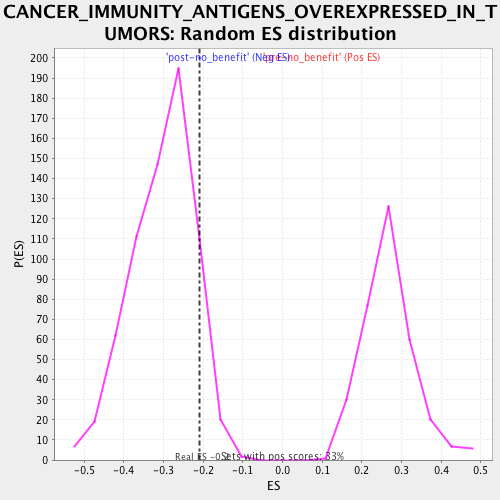 CANCER_IMMUNITY_ANTIGENS_OVEREXPRESSED_IN_T
UMORS: Random ES distribution
'post-no_benefit' (Neg ES)
no_benefit' (Pos ES)
200
190
180
170
160
150
140
130
120
110
100
90
80
70
60
50
40
30
20
10
0
P(ES)
Real ES -0.2
Sets with pos scores: 33%
-0.5 -0.4 -0.3 -0.2 -0.1 0.0 0.1 0.2 0.3 0.4 0.5
ES